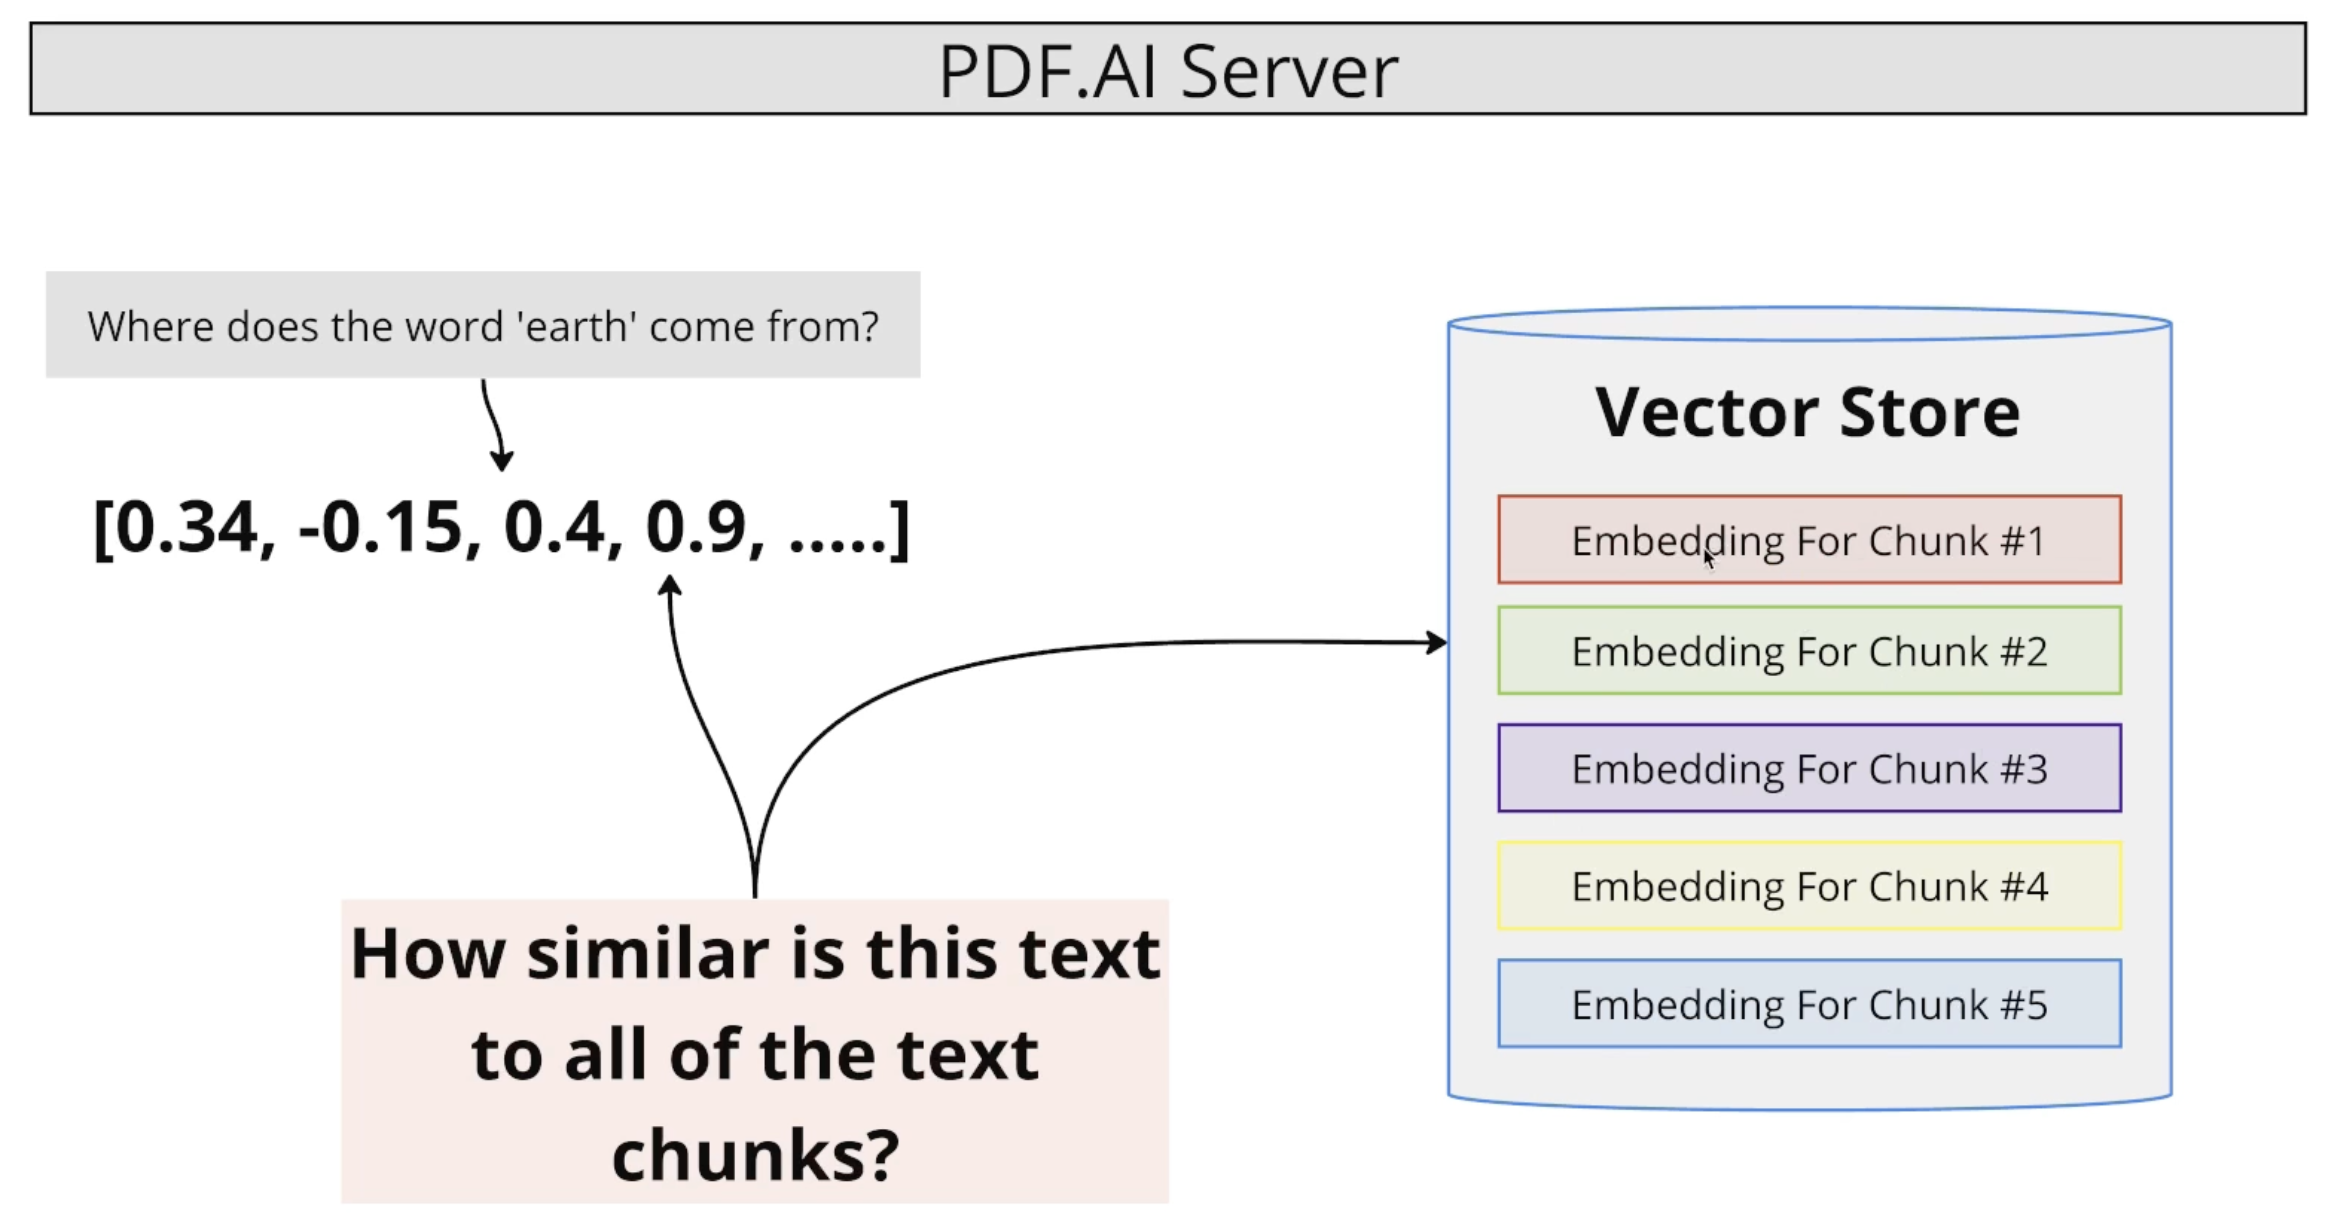 PDF.AI Server
Where does the word 'earth' come from?
[0.34, -0.15, 0.4, 0.9, .....]
How similar is this text
to all of the text
chunks?
Vector Store
Embedding For Chunk #1
Embedding For Chunk #2
Embedding For Chunk #3
Embedding For Chunk #4
Embedding For Chunk #5